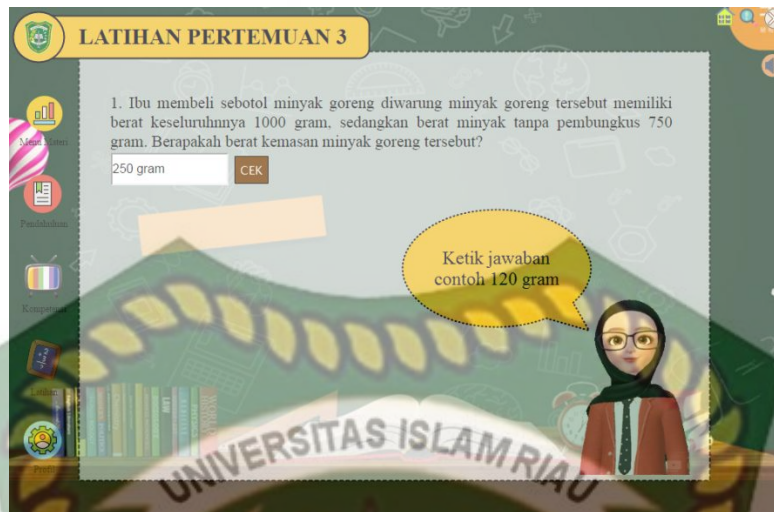 LATIHAN PERTEMUAN 3
1. Ibu membeli sebotol minyak goreng diwarung minyak goreng tersebut memiliki
berat keseluruhnnya 1000 gram, sedangkan berat minyak tanpa pembungkus 750
gram. Berapakah berat kemasan minyak goreng tersebut?
250 gram
CEK
Menu Materi
Pendahuluan
Ketik jawaban
contoh 120 gram
Latihan
Profil
UNIVERSITAS ISLAM RIAU